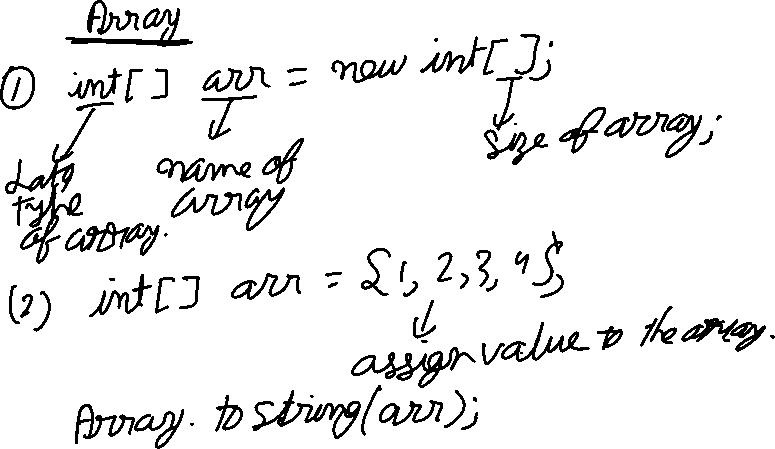 Array
① int[] arr = new int[];
data type of array.
name of array
size of array;
(2) int[] arr = {1, 2, 3, 4};
assign value to the array.
Array. to string(arr);